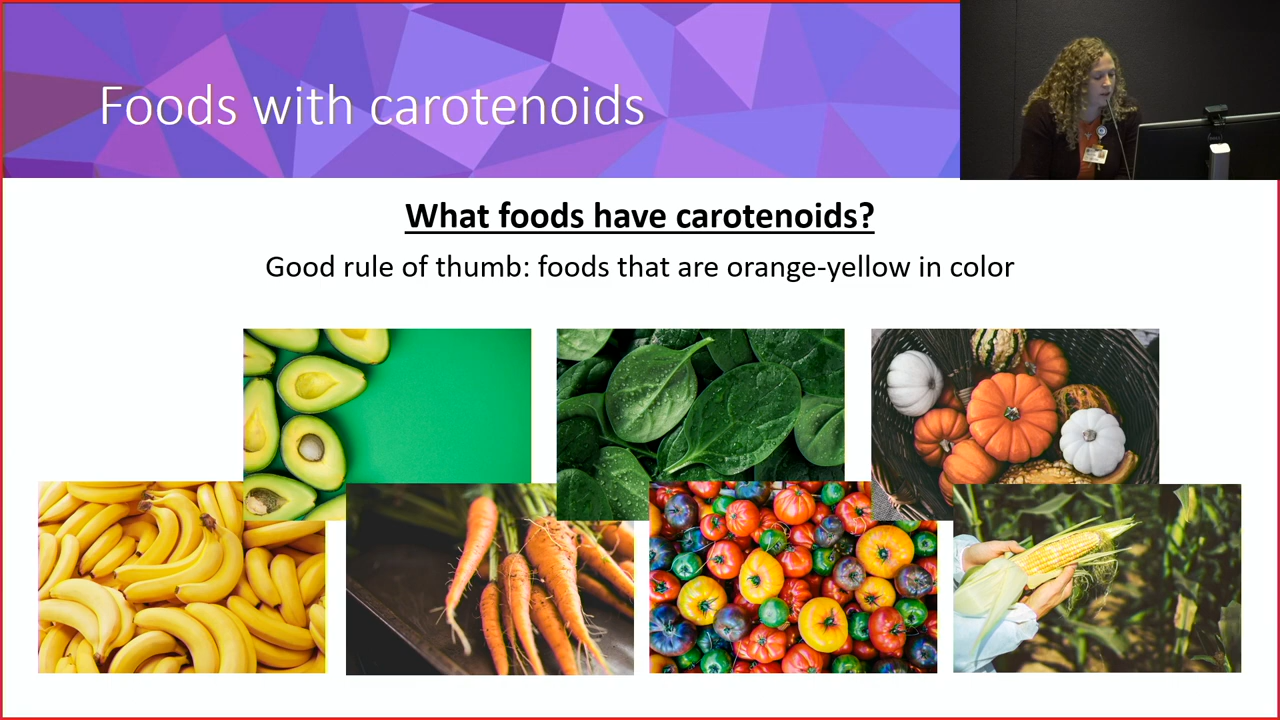 Foods with carotenoids
What foods have carotenoids?
Good rule of thumb: foods that are orange-yellow in color